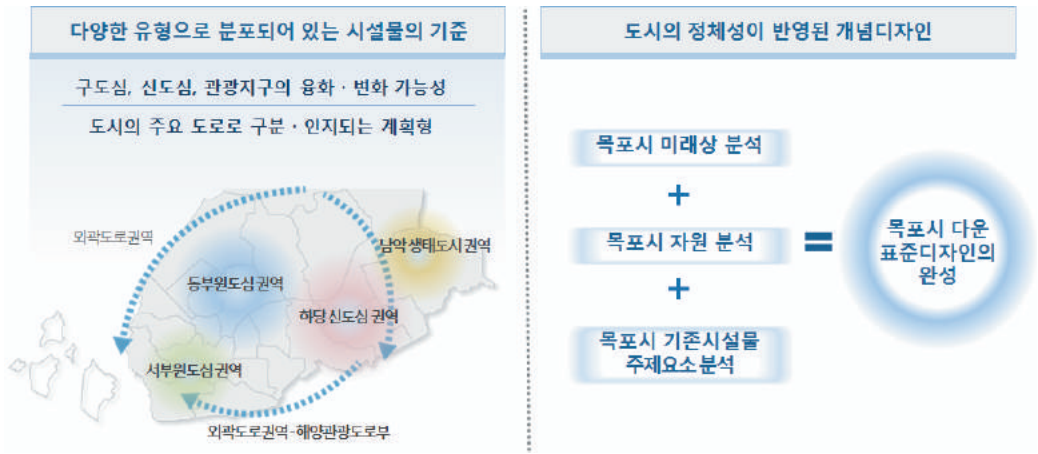 다양한 유형으로 분포되어 있는 시설물의 기준
구도심, 신도심, 관광지구의 융화 · 변화 가능성
도시의 주요 도로로 구분 · 인지되는 계획형
외곽도로권역
남악생태도시 권역
동부원도심 권역
하당신도심 권역
서부원도심 권역
외곽도로권역-해양관광도로부
도시의 정체성이 반영된 개념디자인
목포시 미래상 분석
+
목포시 자원 분석
+
목포시 기존시설물
주제요소 분석
=
목포시 다운
표준디자인의
완성